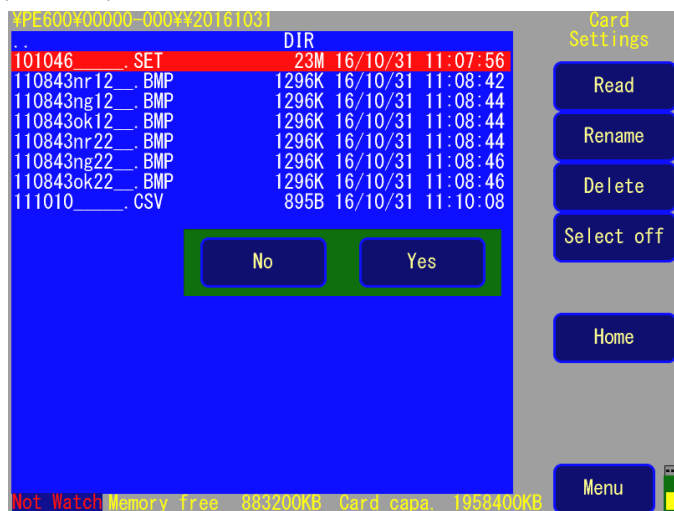 ¥PE600¥00000-000¥¥20161031
.. DIR
101046_____.SET 23M 16/10/31 11:07:56
110843nr12__.BMP 1296K 16/10/31 11:08:42
110843ng12__.BMP 1296K 16/10/31 11:08:44
110843ok12__.BMP 1296K 16/10/31 11:08:44
110843nr22__.BMP 1296K 16/10/31 11:08:44
110843ng22__.BMP 1296K 16/10/31 11:08:46
110843ok22__.BMP 1296K 16/10/31 11:08:46
111010_____.CSV 895B 16/10/31 11:10:08
No Yes
Not Watch Memory free 883200KB Card capa. 1958400KB
Card
Settings
Read
Rename
Delete
Select off
Home
Menu